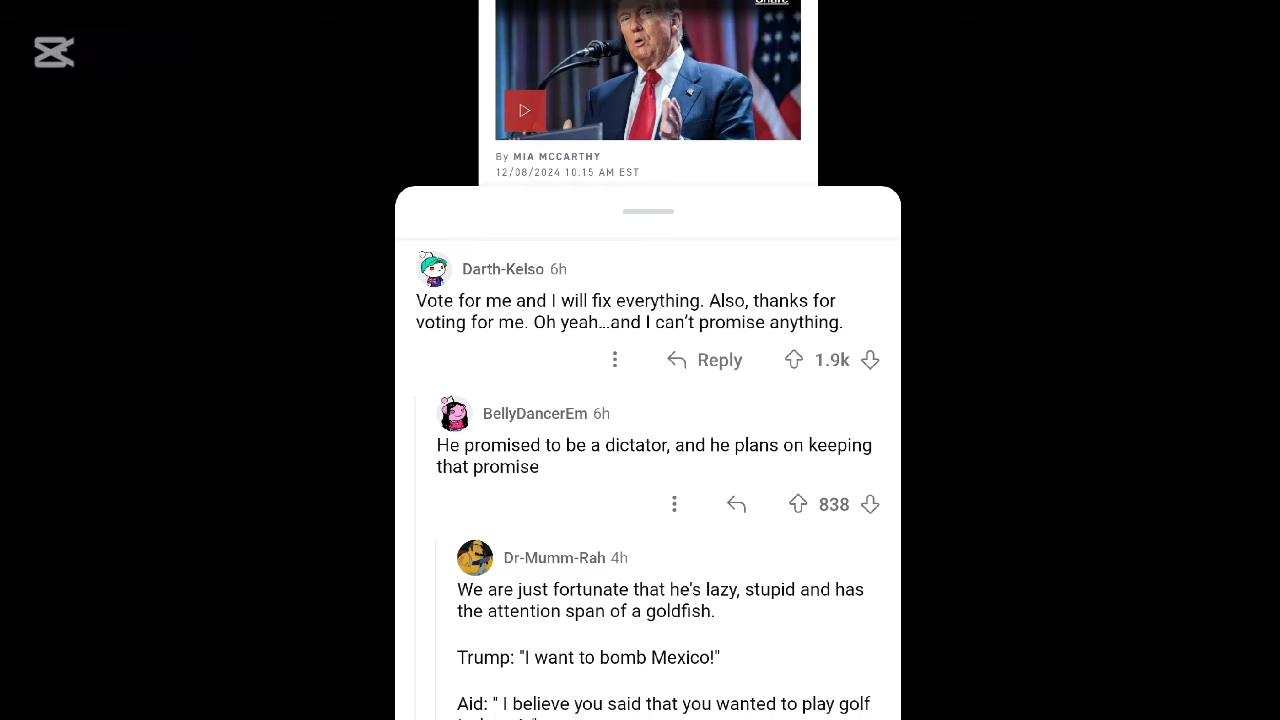 Share
By MIA MCCARTHY
12/08/2024 10:15 AM EST
Darth-Kelso 6h
Vote for me and I will fix everything. Also, thanks for
voting for me. Oh yeah...and I can't promise anything.
Reply 1.9k
BellyDancerEm 6h
He promised to be a dictator, and he plans on keeping
that promise
838
Dr-Mumm-Rah 4h
We are just fortunate that he's lazy, stupid and has
the attention span of a goldfish.
Trump: "I want to bomb Mexico!"
Aid: " I believe you said that you wanted to play golf